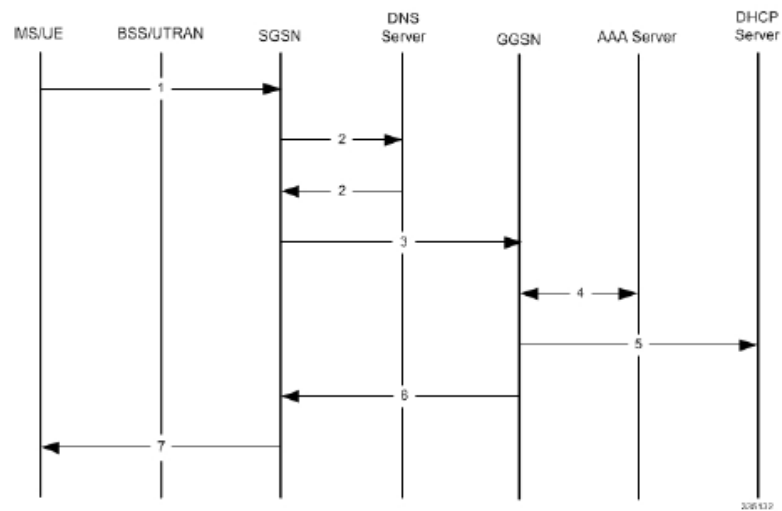 MS/UE
BSS/UTRAN
SGSN
DNS
Server
GGSN
AAA Server
DHCP
Server
1
2
2
3
4
5
6
7